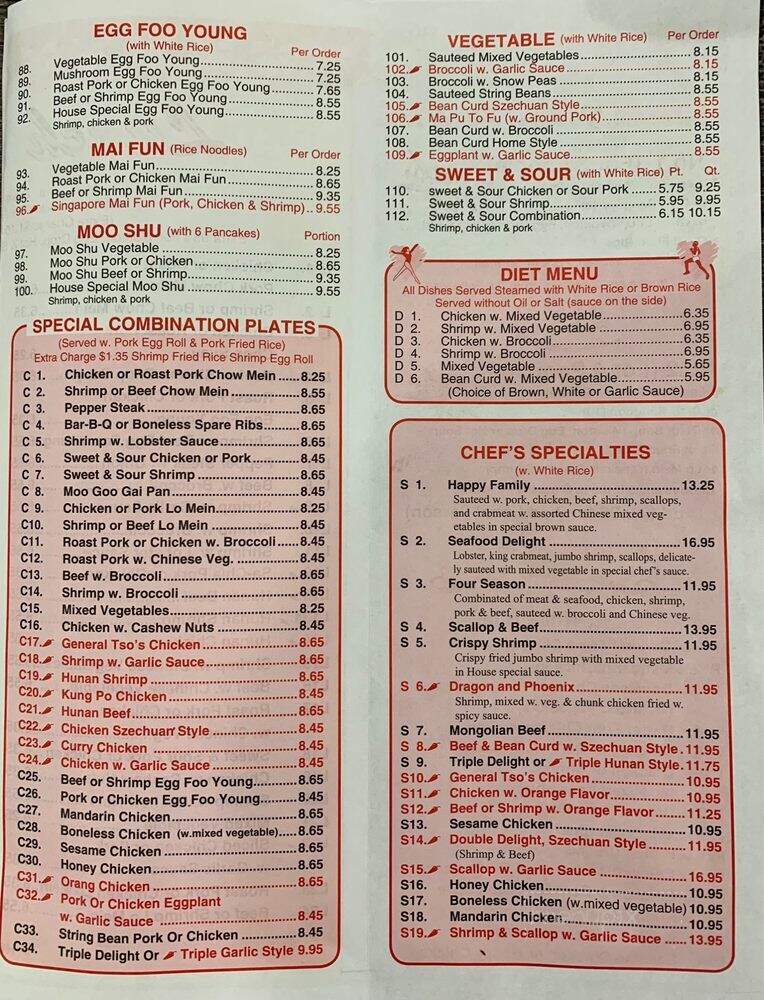 EGG FOO YOUNG
(with White Rice) Per Order
88. Vegetable Egg Foo Young 7.25
89. Mushroom Egg Foo Young 7.25
90. Roast Pork or Chicken Egg Foo Young 7.65
91. Beef or Shrimp Egg Foo Young 8.55
92. House Special Egg Foo Young 8.55
Shrimp, chicken & pork
MAI FUN (Rice Noodles) Per Order
93. Vegetable Mai Fun 8.25
94. Roast Pork or Chicken Mai Fun 8.65
95. Beef or Shrimp Mai Fun 9.35
96. Singapore Mai Fun (Pork, Chicken & Shrimp) 9.55
MOO SHU (with 6 Pancakes) Portion
97. Moo Shu Vegetable 8.25
98. Moo Shu Pork or Chicken 8.65
99. Moo Shu Beef or Shrimp 9.35
100. House Special Moo Shu 9.55
Shrimp, chicken & pork
SPECIAL COMBINATION PLATES
(Served w. Pork Egg Roll & Pork Fried Rice)
Extra Charge $1.35 Shrimp Fried Rice Shrimp Egg Roll
C 1. Chicken or Roast Pork Chow Mein 8.25
C 2. Shrimp or Beef Chow Mein 8.55
C 3. Pepper Steak 8.65
C 4. Bar-B-Q or Boneless Spare Ribs 8.65
C 5. Shrimp w. Lobster Sauce 8.65
C 6. Sweet & Sour Chicken or Pork 8.45
C 7. Sweet & Sour Shrimp 8.65
C 8. Moo Goo Gai Pan 8.45
C 9. Chicken or Pork Lo Mein 8.45
C10. Shrimp or Beef Lo Mein 8.45
C11. Roast Pork or Chicken w. Broccoli 8.45
C12. Roast Pork w. Chinese Veg. 8.45
C13. Beef w. Broccoli 8.65
C14. Shrimp w. Broccoli 8.65
C15. Mixed Vegetables 8.25
C16. Chicken w. Cashew Nuts 8.45
C17. General Tso's Chicken 8.65
C18. Shrimp w. Garlic Sauce 8.65
C19. Hunan Shrimp 8.65
C20. Kung Po Chicken 8.45
C21. Hunan Beef 8.65
C22. Chicken Szechuan Style 8.45
C23. Curry Chicken 8.45
C24. Chicken w. Garlic Sauce 8.45
C25. Beef or Shrimp Egg Foo Young 8.65
C26. Pork or Chicken Egg Foo Young 8.45
C27. Mandarin Chicken 8.65
C28. Boneless Chicken (w.mixed vegetable) 8.65
C29. Sesame Chicken 8.65
C30. Honey Chicken 8.65
C31. Orang Chicken 8.65
C32. Pork Or Chicken Eggplant
w. Garlic Sauce 8.45
C33. String Bean Pork Or Chicken 8.45
C34. Triple Delight Or Triple Garlic Style 9.95
VEGETABLE (with White Rice) Per Order
101. Sauteed Mixed Vegetables 8.15
102. Broccoli w. Garlic Sauce 8.15
103. Broccoli w. Snow Peas 8.15
104. Sauteed String Beans 8.55
105. Bean Curd Szechuan Style 8.55
106. Ma Pu To Fu (w. Ground Pork) 8.55
107. Bean Curd w. Broccoli 8.55
108. Bean Curd Home Style 8.55
109. Eggplant w. Garlic Sauce 8.55
SWEET & SOUR (with White Rice) Pt. Qt.
110. sweet & Sour Chicken or Sour Pork 5.75 9.25
111. Sweet & Sour Shrimp 5.95 9.95
112. Sweet & Sour Combination 6.15 10.15
Shrimp, chicken & pork
DIET MENU
All Dishes Served Steamed with White Rice or Brown Rice
Served without Oil or Salt (sauce on the side)
D 1. Chicken w. Mixed Vegetable 6.35
D 2. Shrimp w. Mixed Vegetable 6.95
D 3. Chicken w. Broccoli 6.35
D 4. Shrimp w. Broccoli 6.95
D 5. Mixed Vegetable 5.65
D 6. Bean Curd w. Mixed Vegetable 5.95
(Choice of Brown, White or Garlic Sauce)
CHEF'S SPECIALTIES
(w. White Rice)
S 1. Happy Family 13.25
Sauteed w. pork, chicken, beef, shrimp, scallops,
and crabmeat w. assorted Chinese mixed veg-
etables in special brown sauce.
S 2. Seafood Delight 16.95
Lobster, king crabmeat, jumbo shrimp, scallops, delicate-
ly sauteed with mixed vegetable in special chef's sauce.
S 3. Four Season 11.95
Combined of meat & seafood, chicken, shrimp,
pork & beef, sauteed w. broccoli and Chinese veg.
S 4. Scallop & Beef 13.95
S 5. Crispy Shrimp 11.95
Crispy fried jumbo shrimp with mixed vegetable
in House special sauce.
S 6. Dragon and Phoenix 11.95
Shrimp, mixed w. veg. & chunk chicken fried w.
spicy sauce.
S 7. Mongolian Beef 11.95
S 8. Beef & Bean Curd w. Szechuan Style 11.95
S 9. Triple Delight or Triple Hunan Style 11.75
S10. General Tso's Chicken 10.95
S11. Chicken w. Orange Flavor 10.95
S12. Beef or Shrimp w. Orange Flavor 11.25
S13. Sesame Chicken 10.95
S14. Double Delight, Szechuan Style 11.95
(Shrimp & Beef)
S15. Scallop w. Garlic Sauce 16.95
S16. Honey Chicken 10.95
S17. Boneless Chicken (w.mixed vegetable) 10.95
S18. Mandarin Chicken 10.95
S19. Shrimp & Scallop w. Garlic Sauce 13.95